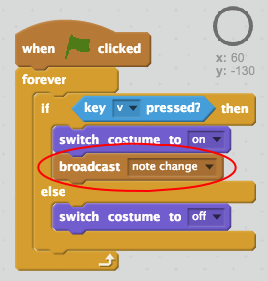 x: 60
y: -130
when clicked
forever
if key v pressed? then
switch costume to on
broadcast note change
else
switch costume to off